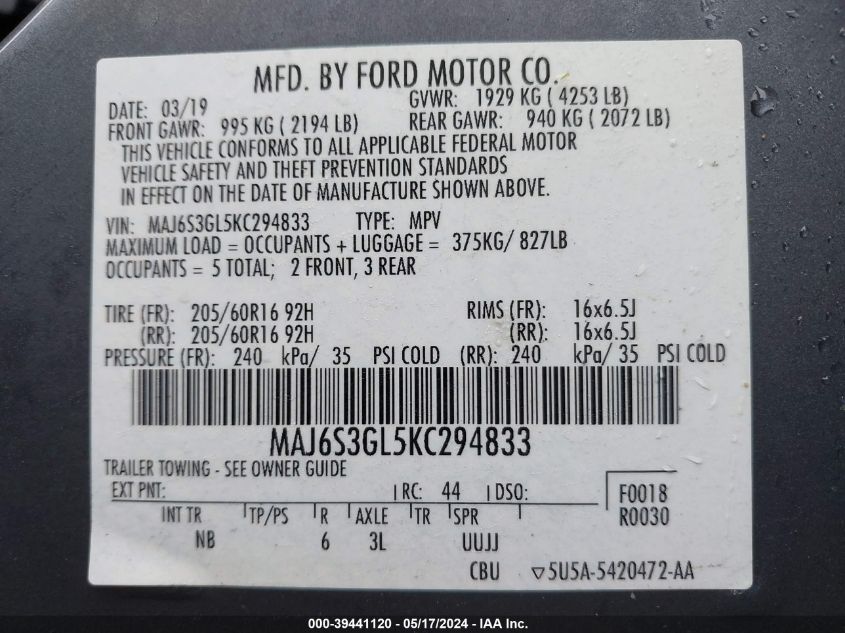 MFD. BY FORD MOTOR CO.
DATE: 03/19 GVWR: 1929 KG ( 4253 LB)
FRONT GAWR: 995 KG ( 2194 LB) REAR GAWR: 940 KG ( 2072 LB)
THIS VEHICLE CONFORMS TO ALL APPLICABLE FEDERAL MOTOR
VEHICLE SAFETY AND THEFT PREVENTION STANDARDS
IN EFFECT ON THE DATE OF MANUFACTURE SHOWN ABOVE.
VIN: MAJ6S3GL5KC294833 TYPE: MPV
MAXIMUM LOAD = OCCUPANTS + LUGGAGE = 375KG/ 827LB
OCCUPANTS = 5 TOTAL; 2 FRONT, 3 REAR
TIRE (FR): 205/60R16 92H RIMS (FR): 16x6.5J
(RR): 205/60R16 92H (RR): 16x6.5J
PRESSURE (FR): 240 kPa/ 35 PSI COLD (RR): 240 kPa/ 35 PSI COLD
MAJ6S3GL5KC294833
TRAILER TOWING - SEE OWNER GUIDE
EXT PNT: RC: 44 DSO: F0018
INT TR TP/PS R AXLE TR SPR R0030
NB 6 3L UUJJ
CBU ▽5U5A-5420472-AA
000-39441120 - 05/17/2024 - IAA Inc.